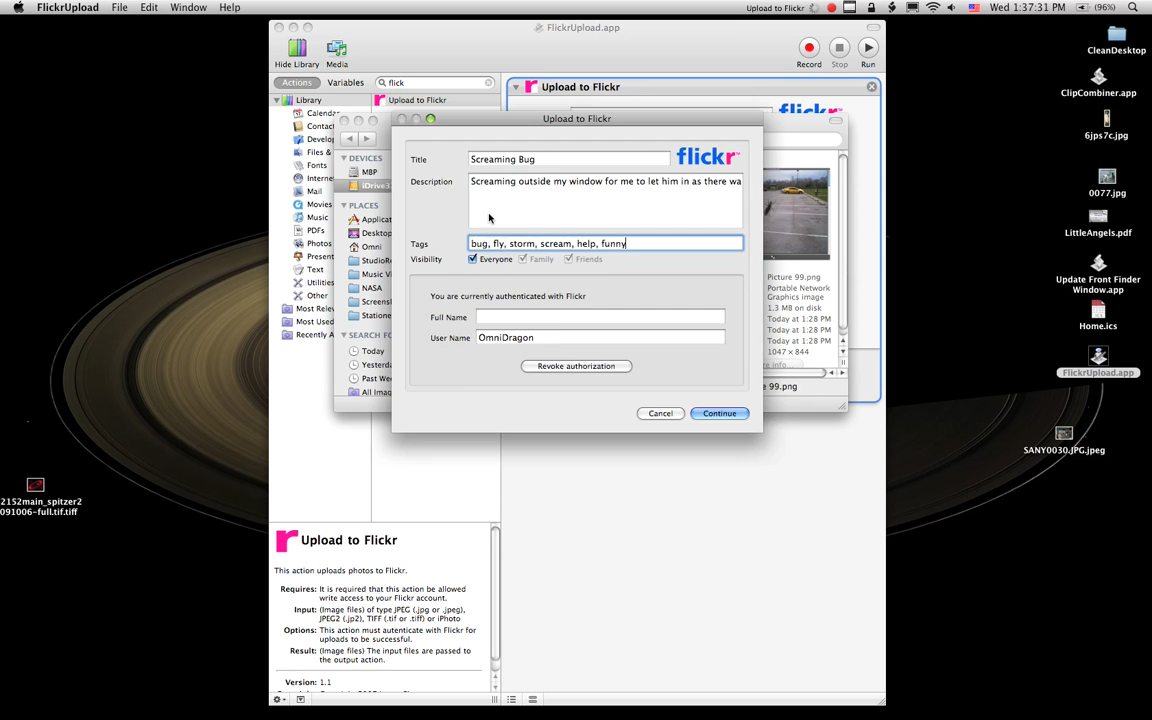 FlickrUpload File Edit Window Help
Upload to Flickr Wed 1:37:31 PM (96%)
FlickrUpload.app
Hide Library Media
Record Stop Run
Actions Variables flick
Library
Mail
Movies
Music
PDFs
Photos
Text
Other
Upload to Flickr
Upload to Flickr
Upload to Flickr
flickr
Title Screaming Bug
Description Screaming outside my window for me to let him in as there wa
Tags bug, fly, storm, scream, help, funny
Visibility Everyone Family Friends
You are currently authenticated with Flickr
Full Name
User Name OmniDragon
Revoke authorization
Cancel Continue
DEVICES
MBP
PLACES
Omni
NASA
SEARCH FO
Today
Picture 99.png
Portable Network
Graphics image
1.3 MB on disk
Today at 1:28 PM
Today at 1:28 PM
Today at 1:28 PM
1047 x 844
e 99.png
Upload to Flickr
This action uploads photos to Flickr.
Requires: It is required that this action be allowed
write access to your Flickr account.
Input: (Image files) of type JPEG (.jpg or .jpeg),
JPEG2 (.jp2), TIFF (.tif or .tiff) or iPhoto
Options: This action must autenticate with Flickr for
uploads to be successful.
Result: (Image files) The input files are passed to
the output action.
Version: 1.1
CleanDesktop
ClipCombiner.app
6jps7c.jpg
0077.jpg
LittleAngels.pdf
Update Front Finder
Window.app
Home.ics
FlickrUpload.app
SANY0030.JPG.jpeg
2152main_spitzer2
091006-full.tif.tiff